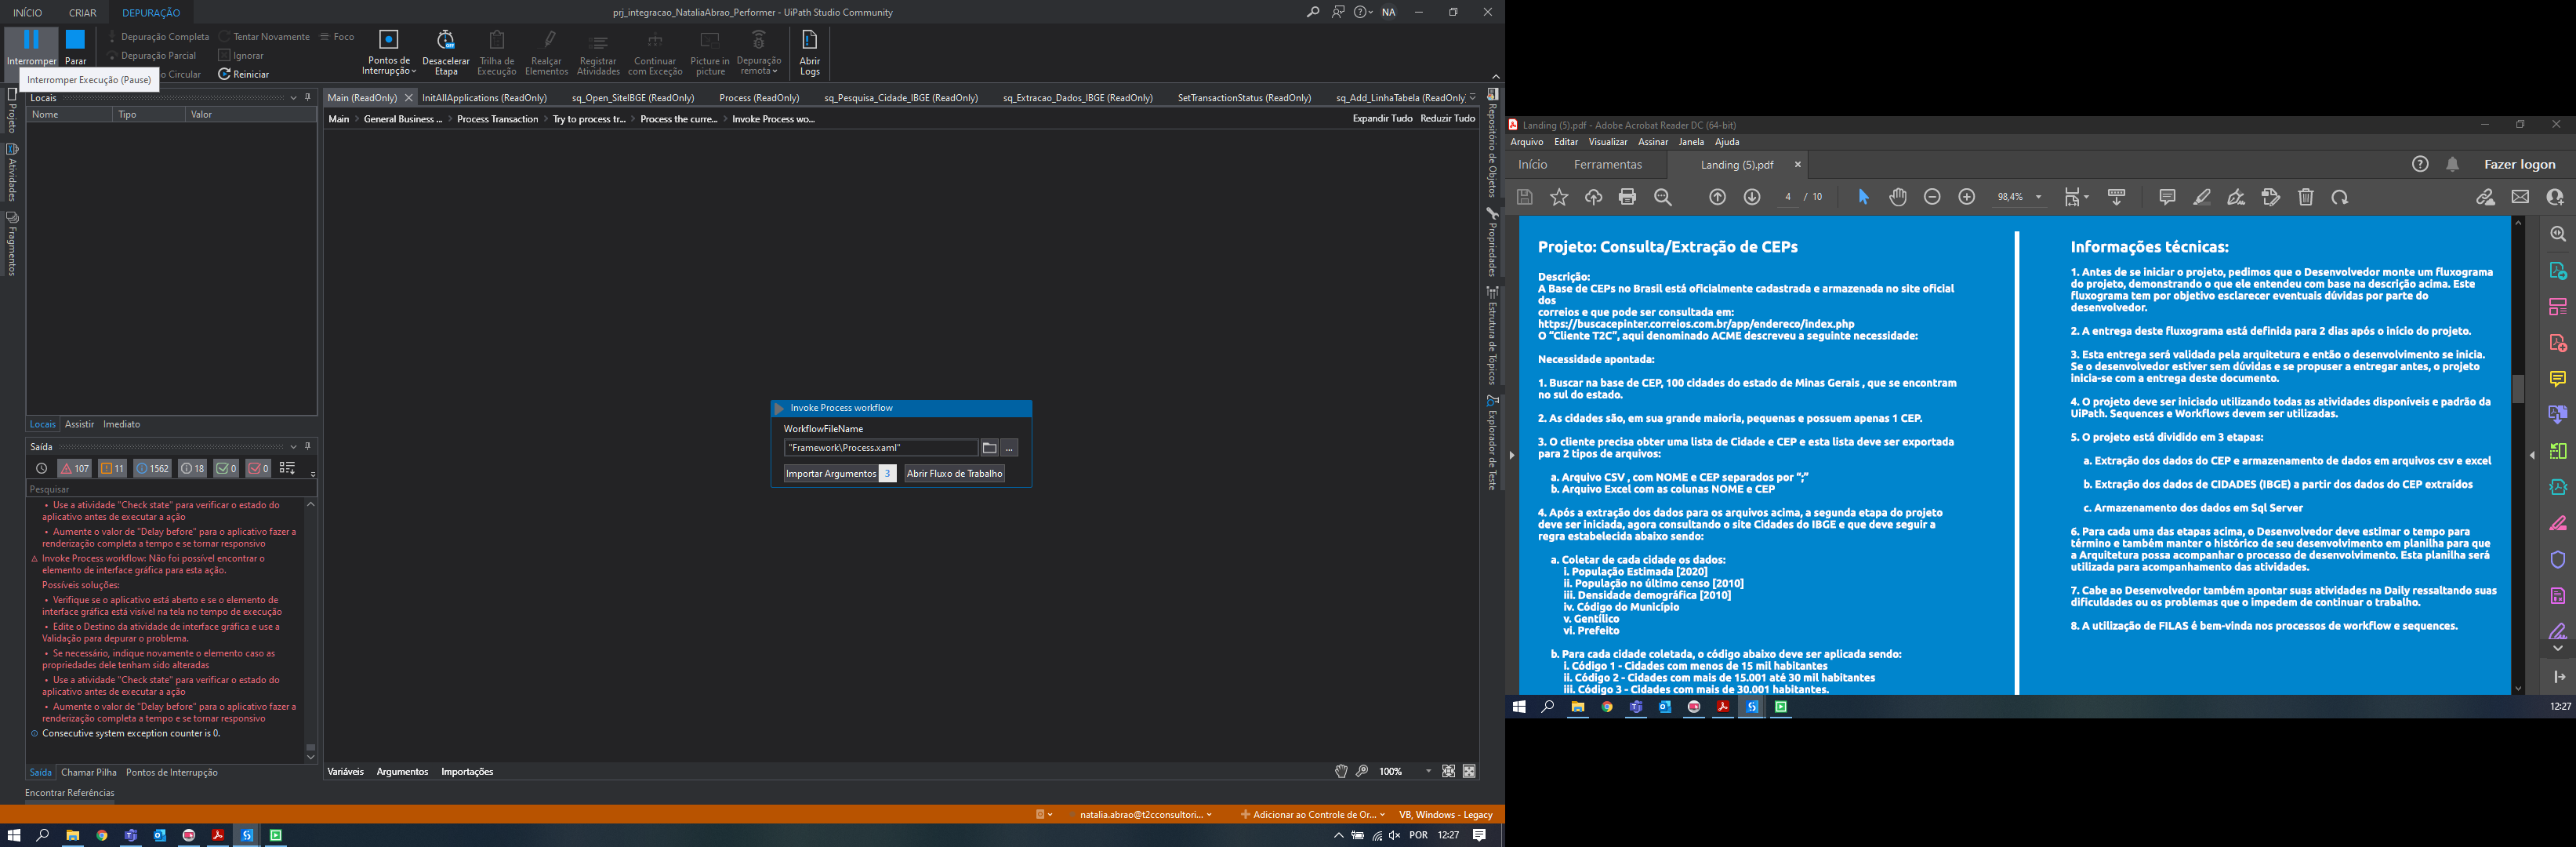 INÍCIO CRIAR DEPURAÇÃO
prj_integracao_NataliaAbrao_Performer - UiPath Studio Community
NA
Interromper
Parar
Depuração Completa
Depuração Parcial
o Circular
Tentar Novamente
Ignorar
Reiniciar
Foco
Interromper Execução (Pause)
Pontos de
Interrupção
Desacelerar
Etapa
Trilha de
Execução
Realçar
Elementos
Registrar
Atividades
Continuar
com Exceção
Picture in
picture
Depuração
remota
Abrir
Logs
Projeto
Atividades
Fragmentos
Locais
Nome Tipo Valor
Locais Assistir Imediato
Saída
107 11 1562 18 0 0
Pesquisar
• Use a atividade "Check state" para verificar o estado do
aplicativo antes de executar a ação
• Aumente o valor de "Delay before" para o aplicativo fazer a
renderização completa a tempo e se tornar responsivo
Invoke Process workflow: Não foi possível encontrar o
elemento de interface gráfica para esta ação.
Possíveis soluções:
• Verifique se o aplicativo está aberto e se o elemento de
interface gráfica está visível na tela no tempo de execução
• Edite o Destino da atividade de interface gráfica e use a
Validação para depurar o problema.
• Se necessário, indique novamente o elemento caso as
propriedades dele tenham sido alteradas
• Use a atividade "Check state" para verificar o estado do
aplicativo antes de executar a ação
• Aumente o valor de "Delay before" para o aplicativo fazer a
renderização completa a tempo e se tornar responsivo
Consecutive system exception counter is 0.
Saída Chamar Pilha Pontos de Interrupção
Encontrar Referências
Main (ReadOnly) InitAllApplications (ReadOnly) sq_Open_SiteIBGE (ReadOnly) Process (ReadOnly) sq_Pesquisa_Cidade_IBGE (ReadOnly) sq_Extracao_Dados_IBGE (ReadOnly) SetTransactionStatus (ReadOnly) sq_Add_LinhaTabela (ReadOnly)
Main > General Business ... > Process Transaction > Try to process tr... > Process the curre... > Invoke Process wo...
Expandir Tudo Reduzir Tudo
Invoke Process workflow
WorkflowFileName
"Framework\Process.xaml"
...
Importar Argumentos 3 Abrir Fluxo de Trabalho
Variáveis Argumentos Importações
100%
Repositório de Objetos
Propriedades
Estrutura de Tópicos
Explorador de Teste
natalia.abrao@t2cconsultori...
Adicionar ao Controle de Or...
VB, Windows - Legacy
POR 12:27
Landing (5).pdf - Adobe Acrobat Reader DC (64-bit)
Arquivo Editar Visualizar Assinar Janela Ajuda
Início Ferramentas Landing (5).pdf
Fazer logon
4 / 10
98,4%
Projeto: Consulta/Extração de CEPs
Descrição:
A Base de CEPs no Brasil está oficialmente cadastrada e armazenada no site oficial
dos
correios e que pode ser consultada em:
https://buscacepinter.correios.com.br/app/endereco/index.php
O “Cliente T2C”, aqui denominado ACME descreveu a seguinte necessidade:
Necessidade apontada:
1. Buscar na base de CEP, 100 cidades do estado de Minas Gerais , que se encontram
no sul do estado.
2. As cidades são, em sua grande maioria, pequenas e possuem apenas 1 CEP.
3. O cliente precisa obter uma lista de Cidade e CEP e esta lista deve ser exportada
para 2 tipos de arquivos:
a. Arquivo CSV , com NOME e CEP separados por “;”
b. Arquivo Excel com as colunas NOME e CEP
4. Após a extração dos dados para os arquivos acima, a segunda etapa do projeto
deve ser iniciada, agora consultando o site Cidades do IBGE e que deve seguir a
regra estabelecida abaixo sendo:
a. Coletar de cada cidade os dados:
i. População Estimada [2020]
ii. População no último censo [2010]
iii. Densidade demográfica [2010]
iv. Código do Município
v. Gentílico
vi. Prefeito
b. Para cada cidade coletada, o código abaixo deve ser aplicada sendo:
i. Código 1 - Cidades com menos de 15 mil habitantes
ii. Código 2 - Cidades com mais de 15.001 até 30 mil habitantes
iii. Código 3 - Cidades com mais de 30.001 habitantes.
Informações técnicas:
1. Antes de se iniciar o projeto, pedimos que o Desenvolvedor monte um fluxograma
do projeto, demonstrando o que ele entendeu com base na descrição acima. Este
fluxograma tem por objetivo esclarecer eventuais dúvidas por parte do
desenvolvedor.
2. A entrega deste fluxograma está definida para 2 dias após o início do projeto.
3. Esta entrega será validada pela arquitetura e então o desenvolvimento se inicia.
Se o desenvolvedor estiver sem dúvidas e se propuser a entregar antes, o projeto
inicia-se com a entrega deste documento.
4. O projeto deve ser iniciado utilizando todas as atividades disponíveis e padrão da
UiPath. Sequences e Workflows devem ser utilizadas.
5. O projeto está dividido em 3 etapas:
a. Extração dos dados do CEP e armazenamento de dados em arquivos csv e excel
b. Extração dos dados de CIDADES (IBGE) a partir dos dados do CEP extraídos
c. Armazenamento dos dados em Sql Server
6. Para cada uma das etapas acima, o Desenvolvedor deve estimar o tempo para
término e também manter o histórico de seu desenvolvimento em planilha para que
a Arquitetura possa acompanhar o processo de desenvolvimento. Esta planilha será
utilizada para acompanhamento das atividades.
7. Cabe ao Desenvolvedor também apontar suas atividades na Daily ressaltando suas
dificuldades ou os problemas que o impedem de continuar o trabalho.
8. A utilização de FILAS é bem-vinda nos processos de workflow e sequences.
12:27